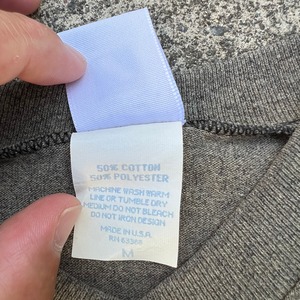 50% COTTON
50% POLYESTER
MACHINE WASH WARM
LINE OR TUMBLE DRY
MEDIUM DO NOT BLEACH
DO NOT IRON DESIGN
MADE IN U.S.A.
RN 63380
M